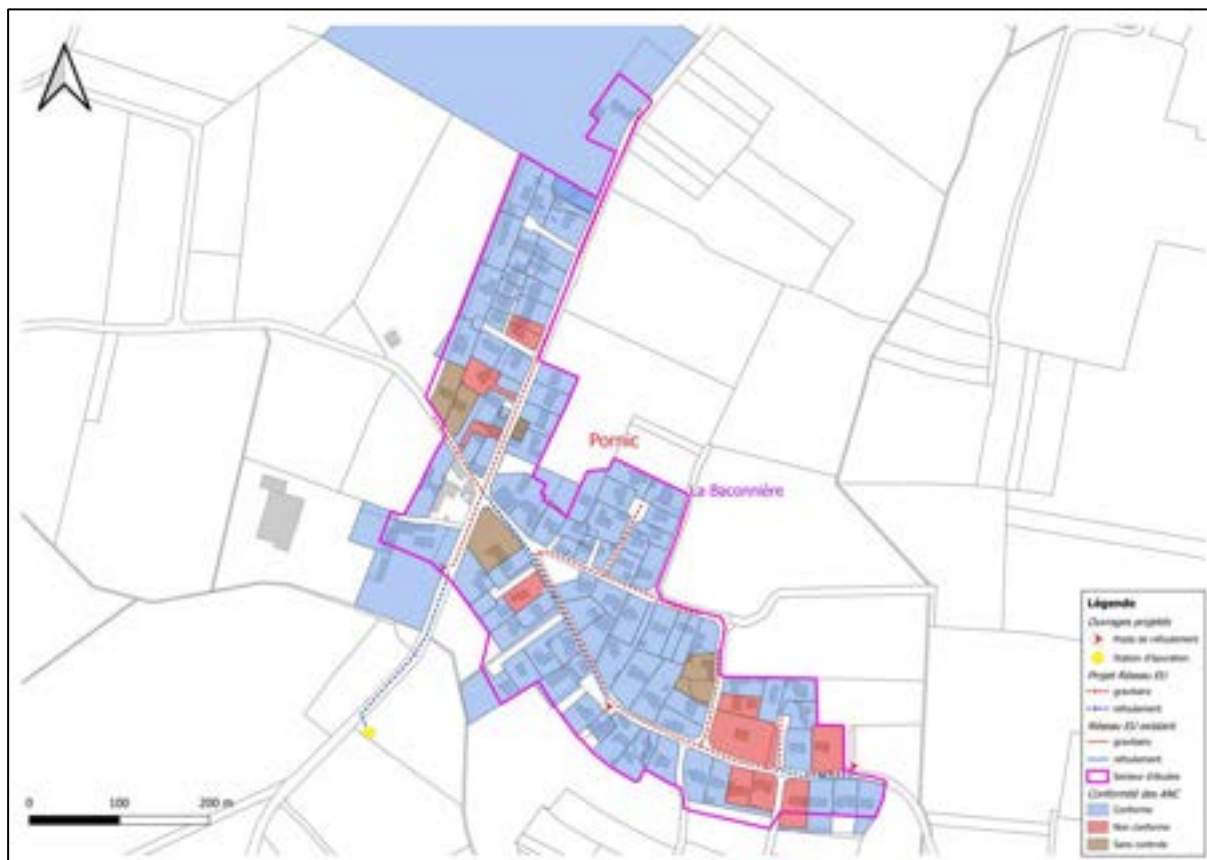 Pornic
La Baconnière
0 100 200 m
Légende
Ouvrages projetés
Poste de refoulement
Station d'épuration
Projet Réseau EU
gravitaire
refoulement
Réseau EU existant
gravitaire
refoulement
Secteur d'études
Conformité des ANC
Conforme
Non conforme
Sans contrôle